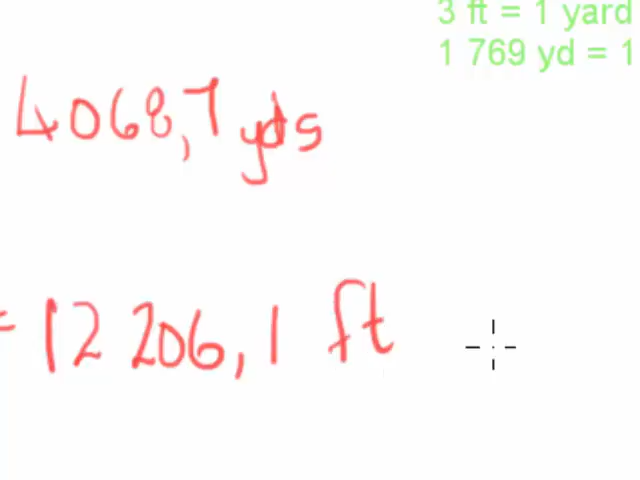 3 ft = 1 yard
1 769 yd = 1
4068,7 yds
= 12 206,1 ft